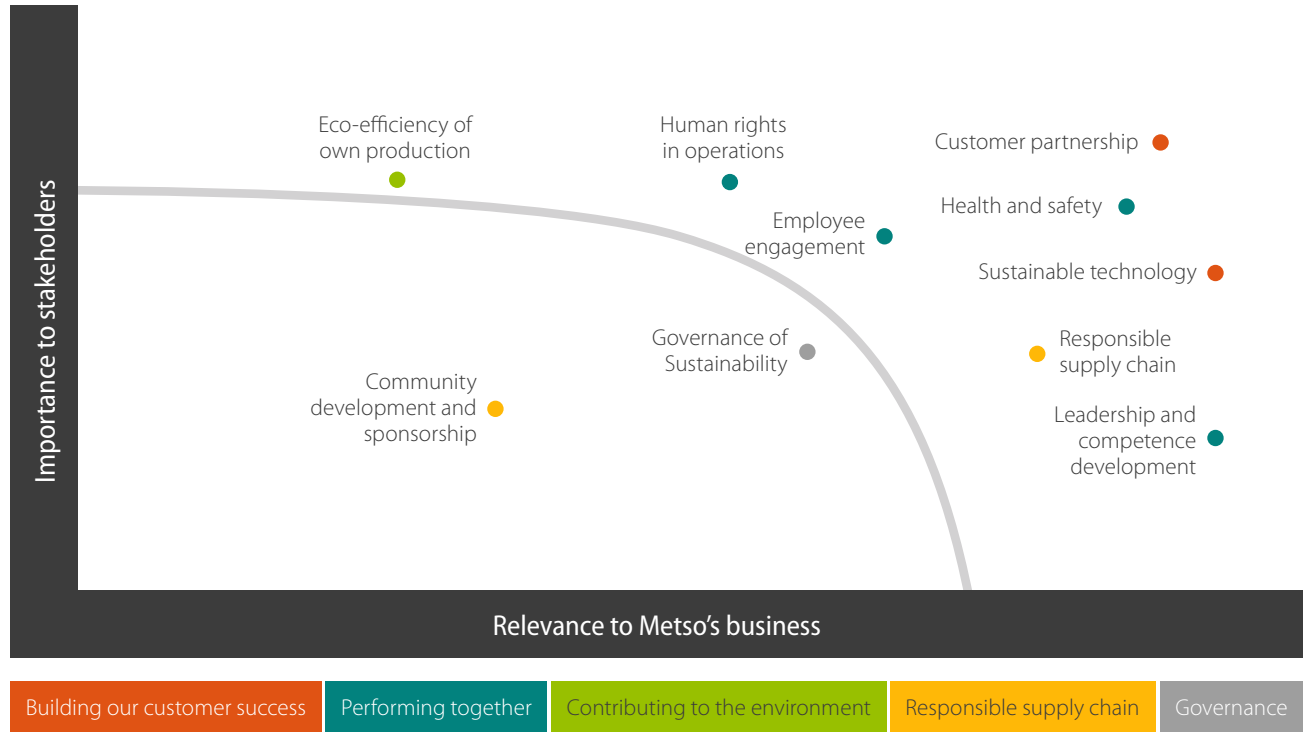 Importance to stakeholders
Eco-efficiency of
own production
Human rights
in operations
Customer partnership
Health and safety
Employee
engagement
Sustainable technology
Governance of
Sustainability
Responsible
supply chain
Community
development and
sponsorship
Leadership and
competence
development
Relevance to Metso’s business
Building our customer success
Performing together
Contributing to the environment
Responsible supply chain
Governance